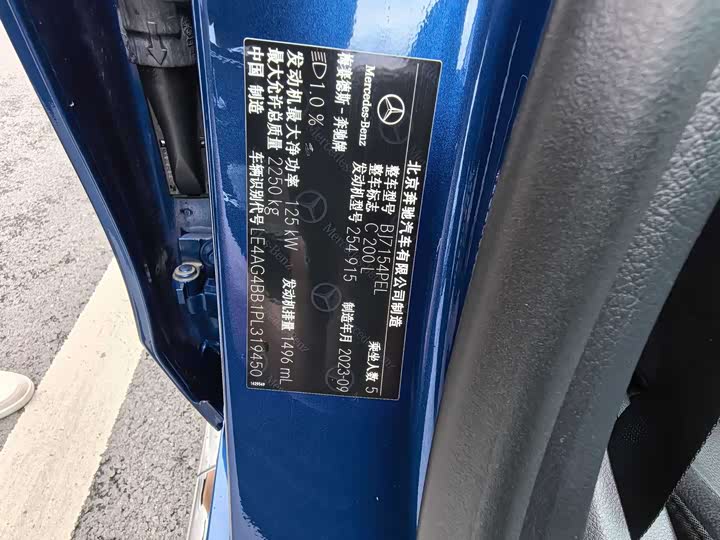 北京奔驰汽车有限公司制造
Mercedes-Benz
梅赛德斯-奔驰牌
整车型号 BJ7154PEL
乘坐人数 5
整车标志 C 200 L
发动机型号 254 915
制造年月 2023-09
1.0 %
发动机最大净功率 125 kW
发动机排量 1496 mL
最大允许总质量 2250 kg
中国 制造
车辆识别代号 LE4AG4BB1PL319450